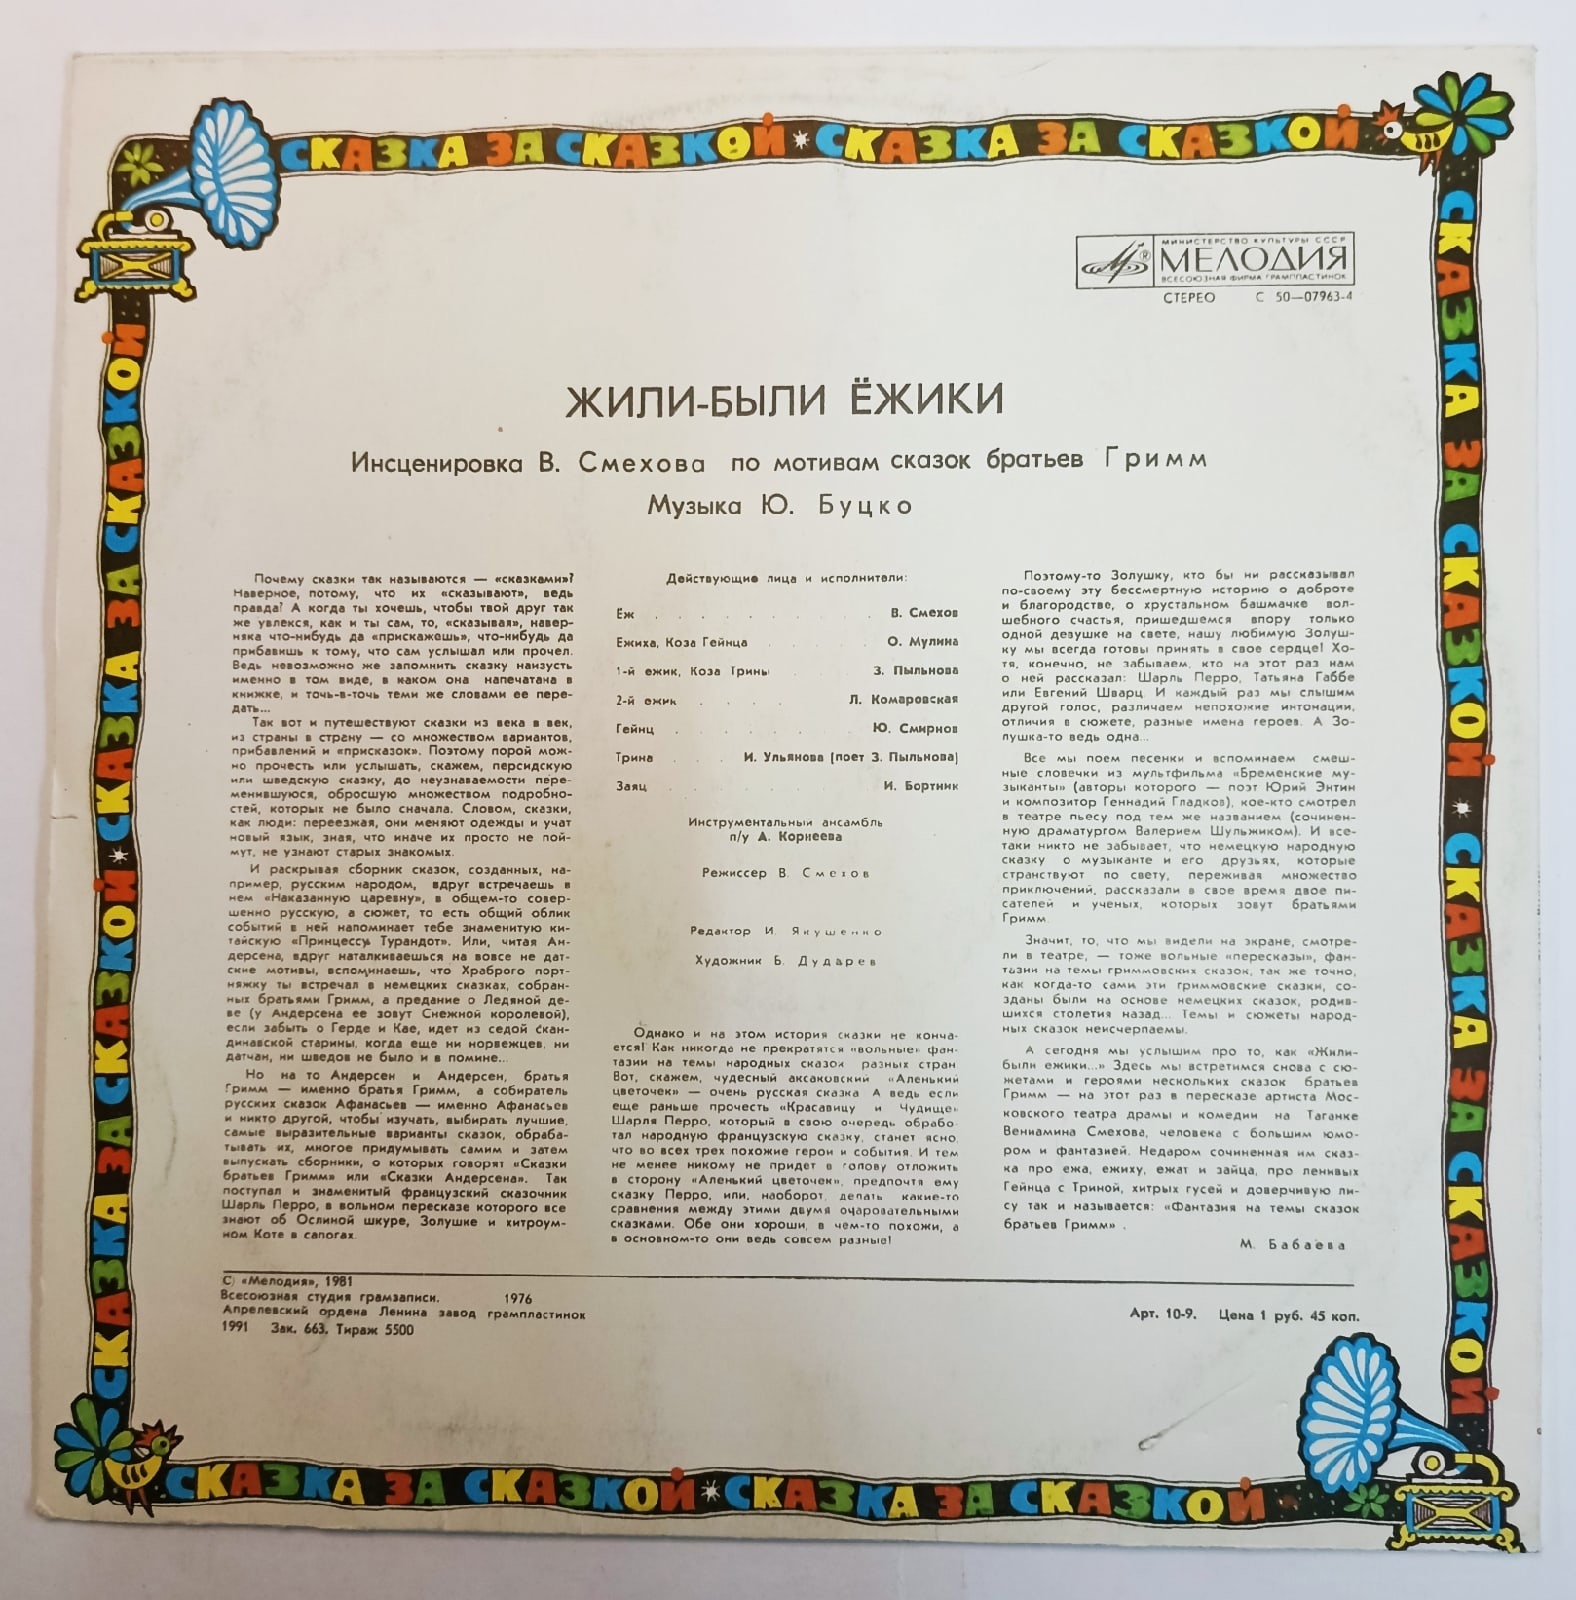 СКАЗКА ЗА СКАЗКОЙ * СКАЗКА ЗА СКАЗКОЙ
СКАЗКА ЗА СКАЗКОЙ * СКАЗКА ЗА СКАЗКОЙ
СКАЗКА ЗА СКАЗКОЙ * СКАЗКА ЗА СКАЗКОЙ
МИНИСТЕРСТВО КУЛЬТУРЫ СССР
МЕЛОДИЯ
ВСЕСОЮЗНАЯ ФИРМА ГРАМПЛАСТИНОК
СТЕРЕО С 50—07963-4
ЖИЛИ-БЫЛИ ЁЖИКИ
Инсценировка В. Смехова по мотивам сказок братьев Гримм
Музыка Ю. Буцко
Почему сказки так называются — «сказками»?
Наверное, потому, что их «сказывают», ведь
правда? А когда ты хочешь, чтобы твой друг так
же увлекся, как и ты сам, то, «сказывая», навер-
няка что-нибудь да «прискажешь», что-нибудь да
прибавишь к тому, что сам услышал или прочел.
Ведь невозможно же запомнить сказку наизусть
именно в том виде, в каком она напечатана в
книжке, и точь-в-точь теми же словами ее пере-
дать...
Так вот и путешествуют сказки из века в век,
из страны в страну — со множеством вариантов,
прибавлений и «присказок». Поэтому порой мож-
но прочесть или услышать, скажем, персидскую
или шведскую сказку, до неузнаваемости пере-
менившуюся, обросшую множеством подробно-
стей, которых не было сначала. Словом, сказки,
как люди: переезжая, они меняют одежды и учат
новый язык, зная, что иначе их просто не пой-
мут, не узнают старых знакомых.
И раскрывая сборник сказок, созданных, на-
пример, русским народом, вдруг встречаешь в
нем «Наказанную царевну», в общем-то совер-
шенно русскую, а сюжет, то есть общий облик
событий в ней напоминает тебе знаменитую ки-
тайскую «Принцессу Турандот». Или, читая Ан-
дерсена, вдруг наталкиваешься на вовсе не дат-
ские мотивы, вспоминаешь, что Храброго порт-
няжку ты встречал в немецких сказках, собран-
ных братьями Гримм, а предание о Ледяной де-
ве (у Андерсена ее зовут Снежной королевой),
если забыть о Герде и Кае, идет из седой скан-
динавской старины, когда еще ни норвежцев, ни
датчан, ни шведов не было и в помине...
Но на то Андерсен и Андерсен, братья
Гримм — именно братья Гримм, а собиратель
русских сказок Афанасьев — именно Афанасьев
и никто другой, чтобы изучать, выбирать лучшие,
самые выразительные варианты сказок, обраба-
тывать их, многое придумывать самим и затем
выпускать сборники, о которых говорят «Сказки
братьев Гримм» или «Сказки Андерсена». Так
поступал и знаменитый французский сказочник
Шарль Перро, в вольном пересказе которого все
знают об Ослиной шкуре, Золушке и хитроум-
ном Коте в сапогах.
Действующие лица и исполнители:
Ёж . . . . . . . . . В. Смехов
Ежиха, Коза Гейнца . . . О. Мулина
1-й ежик, Коза Трины . . З. Пыльнова
2-й ежик . . . . Л. Комаровская
Гейнц . . . . . . Ю. Смирнов
Трина . . . И. Ульянова (поет З. Пыльнова)
Заяц . . . . . . . . И. Бортник
Инструментальный ансамбль
п/у А. Корнеева
Режиссер В. Смехов
Редактор И. Якушенко
Художник Б. Дударев
Однако и на этом история сказки не конча-
ется! Как никогда не прекратятся «вольные» фан-
тазии на темы народных сказок разных стран.
Вот, скажем, чудесный аксаковский «Аленький
цветочек» — очень русская сказка. А ведь если
еще раньше прочесть «Красавицу и Чудище»
Шарля Перро, который в свою очередь обрабо-
тал народную французскую сказку, станет ясно,
что во всех трех похожие герои и события. И тем
не менее никому не придет в голову отложить
в сторону «Аленький цветочек», предпочтя ему
сказку Перро, или, наоборот, делать какие-то
сравнения между этими двумя очаровательными
сказками. Обе они хороши, в чем-то похожи, а
в основном-то они ведь совсем разные!
Поэтому-то Золушку, кто бы ни рассказывал
по-своему эту бессмертную историю о доброте
и благородстве, о хрустальном башмачке вол-
шебного счастья, пришедшемся впору только
одной девушке на свете, нашу любимую Золуш-
ку мы всегда готовы принять в свое сердце! Хо-
тя, конечно, не забываем, кто на этот раз нам
о ней рассказал: Шарль Перро, Татьяна Габбе
или Евгений Шварц. И каждый раз мы слышим
другой голос, различаем непохожие интонации,
отличия в сюжете, разные имена героев. А Зо-
лушка-то ведь одна...
Все мы поем песенки и вспоминаем смеш-
ные словечки из мультфильма «Бременские му-
зыканты» (авторы которого — поэт Юрий Энтин
и композитор Геннадий Гладков), кое-кто смотрел
в театре пьесу под тем же названием (сочинен-
ную драматургом Валерием Шульжиком). И все-
таки никто не забывает, что немецкую народную
сказку о музыканте и его друзьях, которые
странствуют по свету, переживая множество
приключений, рассказали в свое время двое пи-
сателей и ученых, которых зовут братьями
Гримм.
Значит, то, что мы видели на экране, смотре-
ли в театре, — тоже вольные «пересказы», фан-
тазии на темы гриммовских сказок, так же точно,
как когда-то сами эти гриммовские сказки, со-
зданы были на основе немецких сказок, родив-
шихся столетия назад... Темы и сюжеты народ-
ных сказок неисчерпаемы.
А сегодня мы услышим про то, как «Жили-
были ежики...» Здесь мы встретимся снова с сю-
жетами и героями нескольких сказок братьев
Гримм — на этот раз в пересказе артиста Мос-
ковского театра драмы и комедии на Таганке
Вениамина Смехова, человека с большим юмо-
ром и фантазией. Недаром сочиненная им сказ-
ка про ежа, ежиху, ежат и зайца, про ленивых
Гейнца с Триной, хитрых гусей и доверчивую ли-
су так и называется: «Фантазия на темы сказок
братьев Гримм» .
М. Бабаева
С) «Мелодия», 1981
Всесоюзная студия грамзаписи. 1976
Апрелевский ордена Ленина завод грампластинок
1991 Зак. 663. Тираж 5500
Арт. 10-9. Цена 1 руб. 45 коп.
СКАЗКА ЗА СКАЗКОЙ * СКАЗКА ЗА СКАЗКОЙ